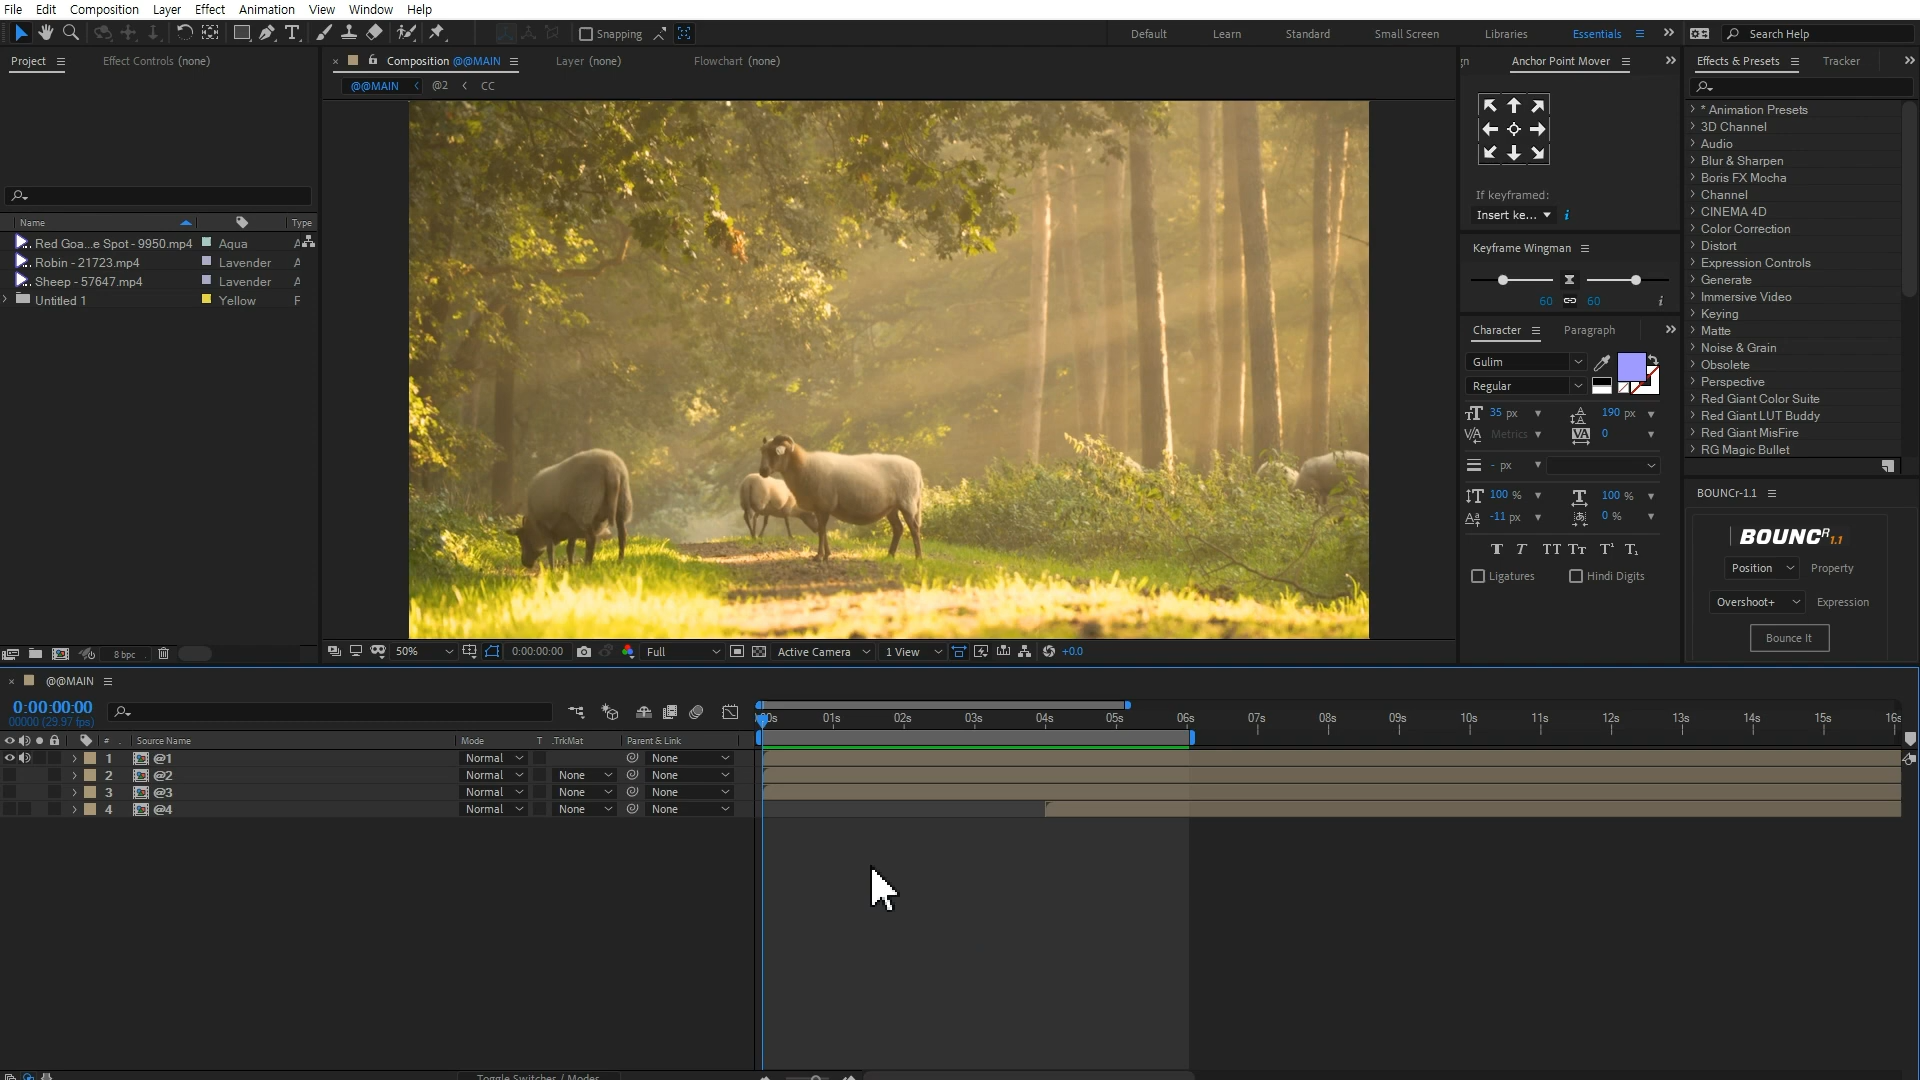 File Edit Composition Layer Effect Animation View Window Help
Snapping
Default Learn Standard Small Screen Libraries Essentials
Search Help
Project Effect Controls (none)
Composition @@MAIN Layer (none) Flowchart (none)
@@MAIN @2 CC
Name Type
Red Goa...e Spot - 9950.mp4 Aqua
Robin - 21723.mp4 Lavender
Sheep - 57647.mp4 Lavender
Untitled 1 Yellow F
8 bpc
50% 0:00:00:00 Full Active Camera 1 View +0.0
Anchor Point Mover
If keyframed:
Insert ke...
Keyframe Wingman
60 60
Character Paragraph
Gulim
Regular
35 px 190 px
Metrics 0
- px
100 % 100 %
-11 px 0 %
T T TT Tr T' T,
Ligatures Hindi Digits
Effects & Presets Tracker
* Animation Presets
3D Channel
Audio
Blur & Sharpen
Boris FX Mocha
Channel
CINEMA 4D
Color Correction
Distort
Expression Controls
Generate
Immersive Video
Keying
Matte
Noise & Grain
Obsolete
Perspective
Red Giant Color Suite
Red Giant LUT Buddy
Red Giant MisFire
RG Magic Bullet
BOUNCr-1.1
BOUNCR 1.1
Position Property
Overshoot+ Expression
Bounce It
@@MAIN
0:00:00:00
00000 (29.97 fps)
# Source Name Mode T .TrkMat Parent & Link
01s 02s 03s 04s 05s 06s 07s 08s 09s 10s 11s 12s 13s 14s 15s
1 @1 Normal None
2 @2 Normal None None
3 @3 Normal None None
4 @4 Normal None None
Toggle Switches / Modes